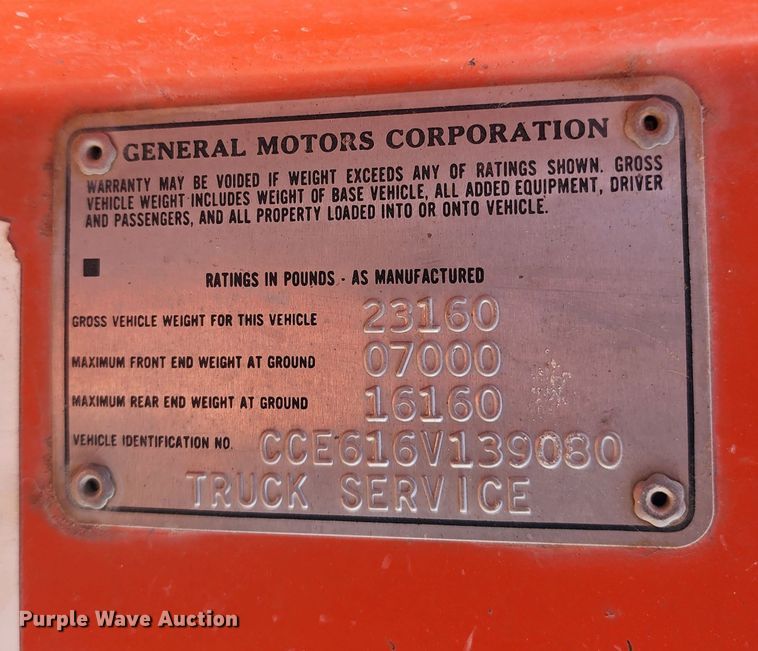 GENERAL MOTORS CORPORATION
WARRANTY MAY BE VOIDED IF WEIGHT EXCEEDS ANY OF RATINGS SHOWN. GROSS
VEHICLE WEIGHT INCLUDES WEIGHT OF BASE VEHICLE, ALL ADDED EQUIPMENT, DRIVER
AND PASSENGERS, AND ALL PROPERTY LOADED INTO OR ONTO VEHICLE.
RATINGS IN POUNDS - AS MANUFACTURED
GROSS VEHICLE WEIGHT FOR THIS VEHICLE 23160
MAXIMUM FRONT END WEIGHT AT GROUND 07000
MAXIMUM REAR END WEIGHT AT GROUND 16160
VEHICLE IDENTIFICATION NO. CCE616V139080
TRUCK SERVICE
Purple Wave Auction